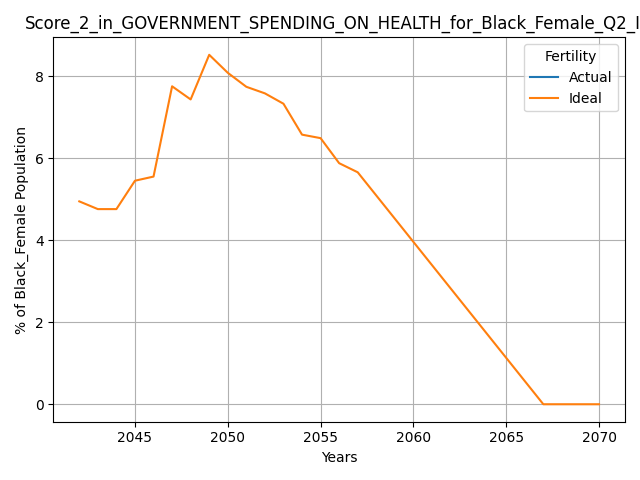 Score_2_in_GOVERNMENT_SPENDING_ON_HEALTH_for_Black_Female_Q2_I
Fertility
Actual
Ideal
% of Black_Female Population
8
6
4
2
0
2045 2050 2055 2060 2065 2070
Years